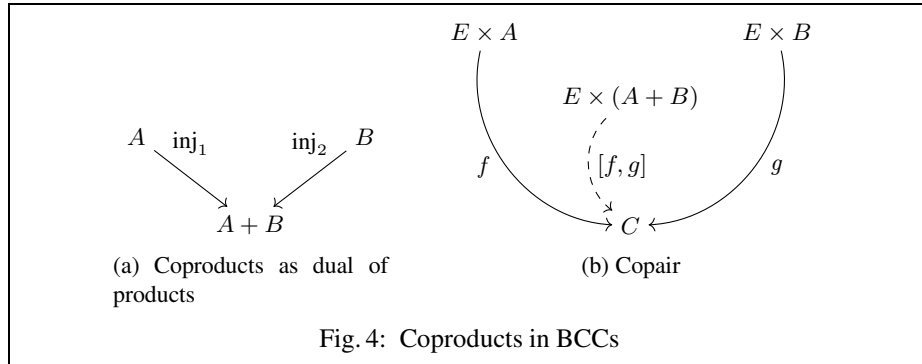 E × A
E × B
E × (A + B)
A
inj₁
inj₂
B
f
[f, g]
g
A + B
C
(a) Coproducts as dual of
products
(b) Copair
Fig. 4: Coproducts in BCCs